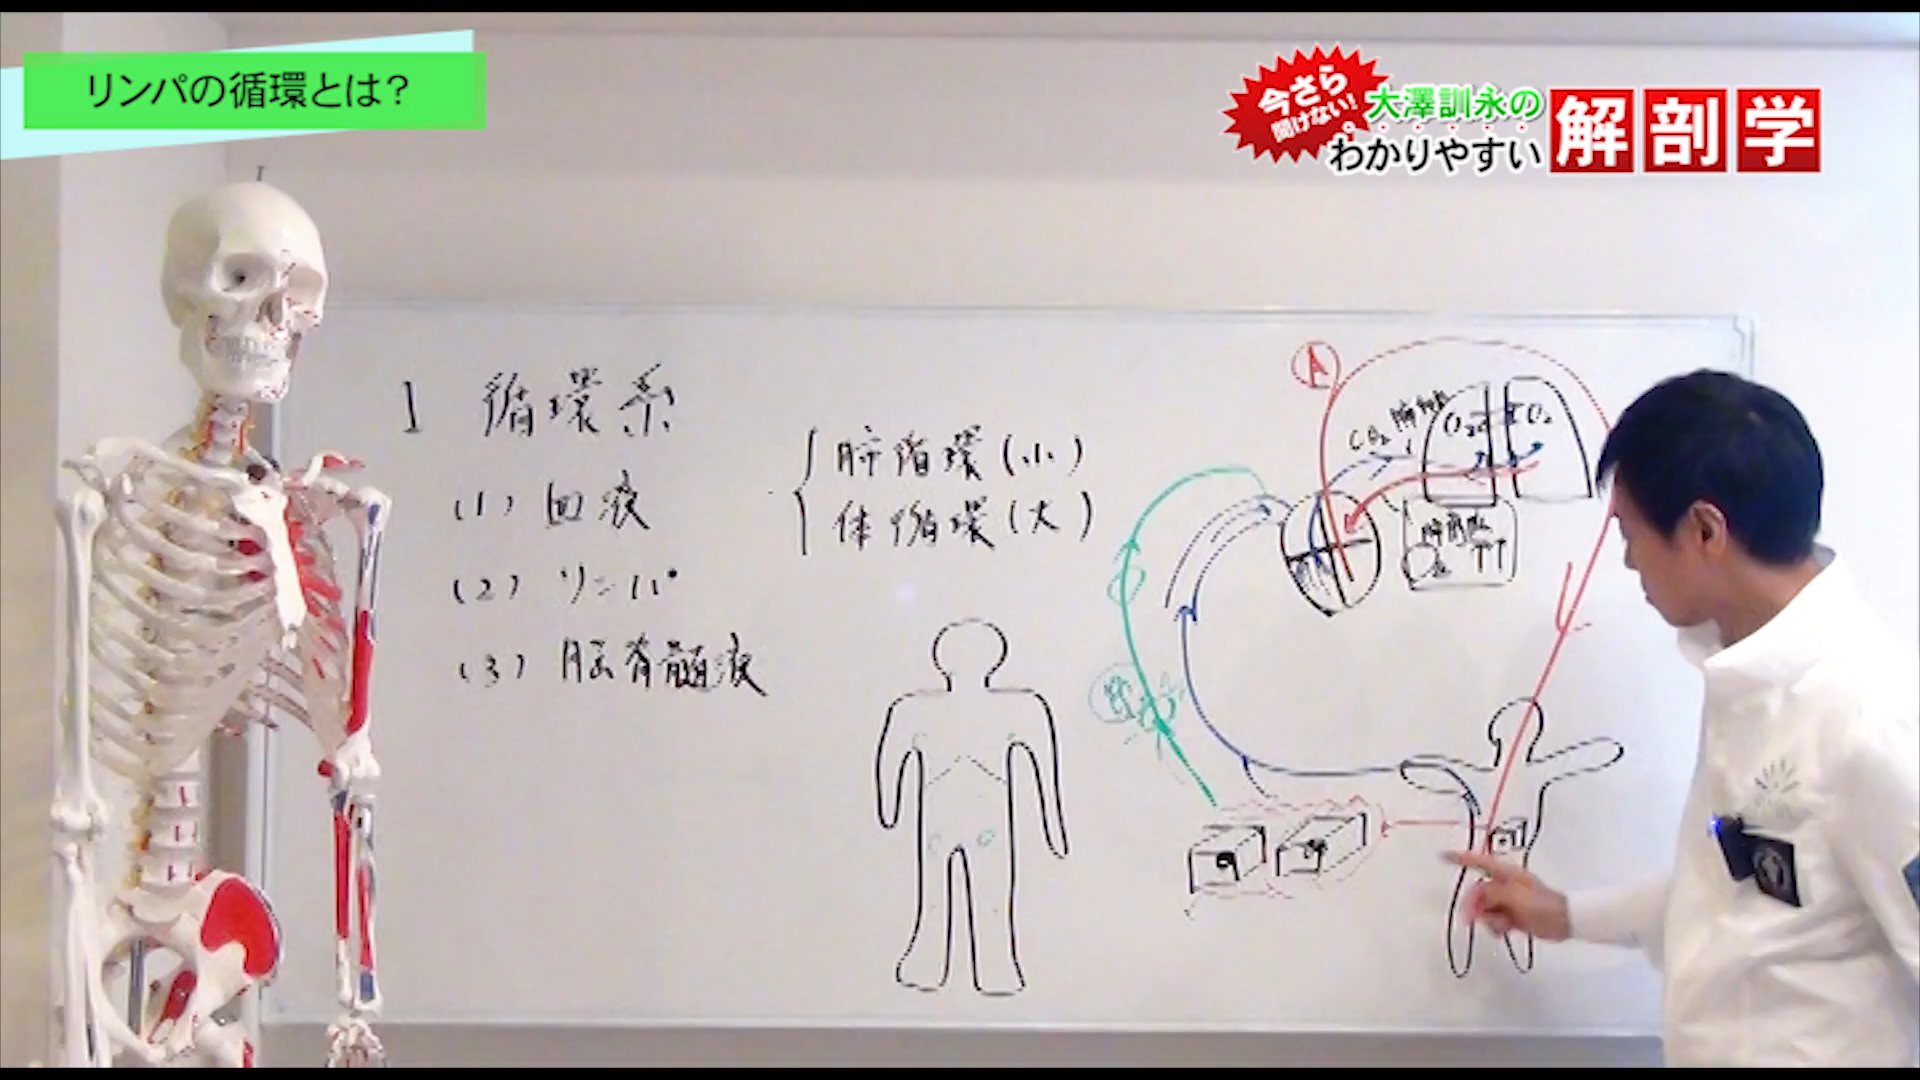 リンパの循環とは?
今さら
聞けない!
大澤訓永の
わかりやすい
解剖学
1 循環系
(1) 血液
(2) リンパ
(3) 脳脊髄液
肺循環(小)
体循環(大)
A
CO₂
O₂
CO₂